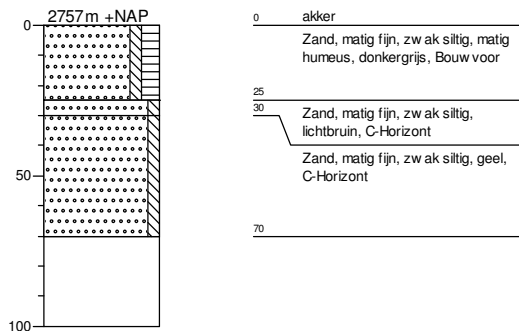 2757m +NAP
0
50
100
0 akker
Zand, matig fijn, zwak siltig, matig
humeus, donkergrijs, Bouwvoor
25
30
Zand, matig fijn, zwak siltig,
lichtbruin, C-Horizont
Zand, matig fijn, zwak siltig, geel,
C-Horizont
70